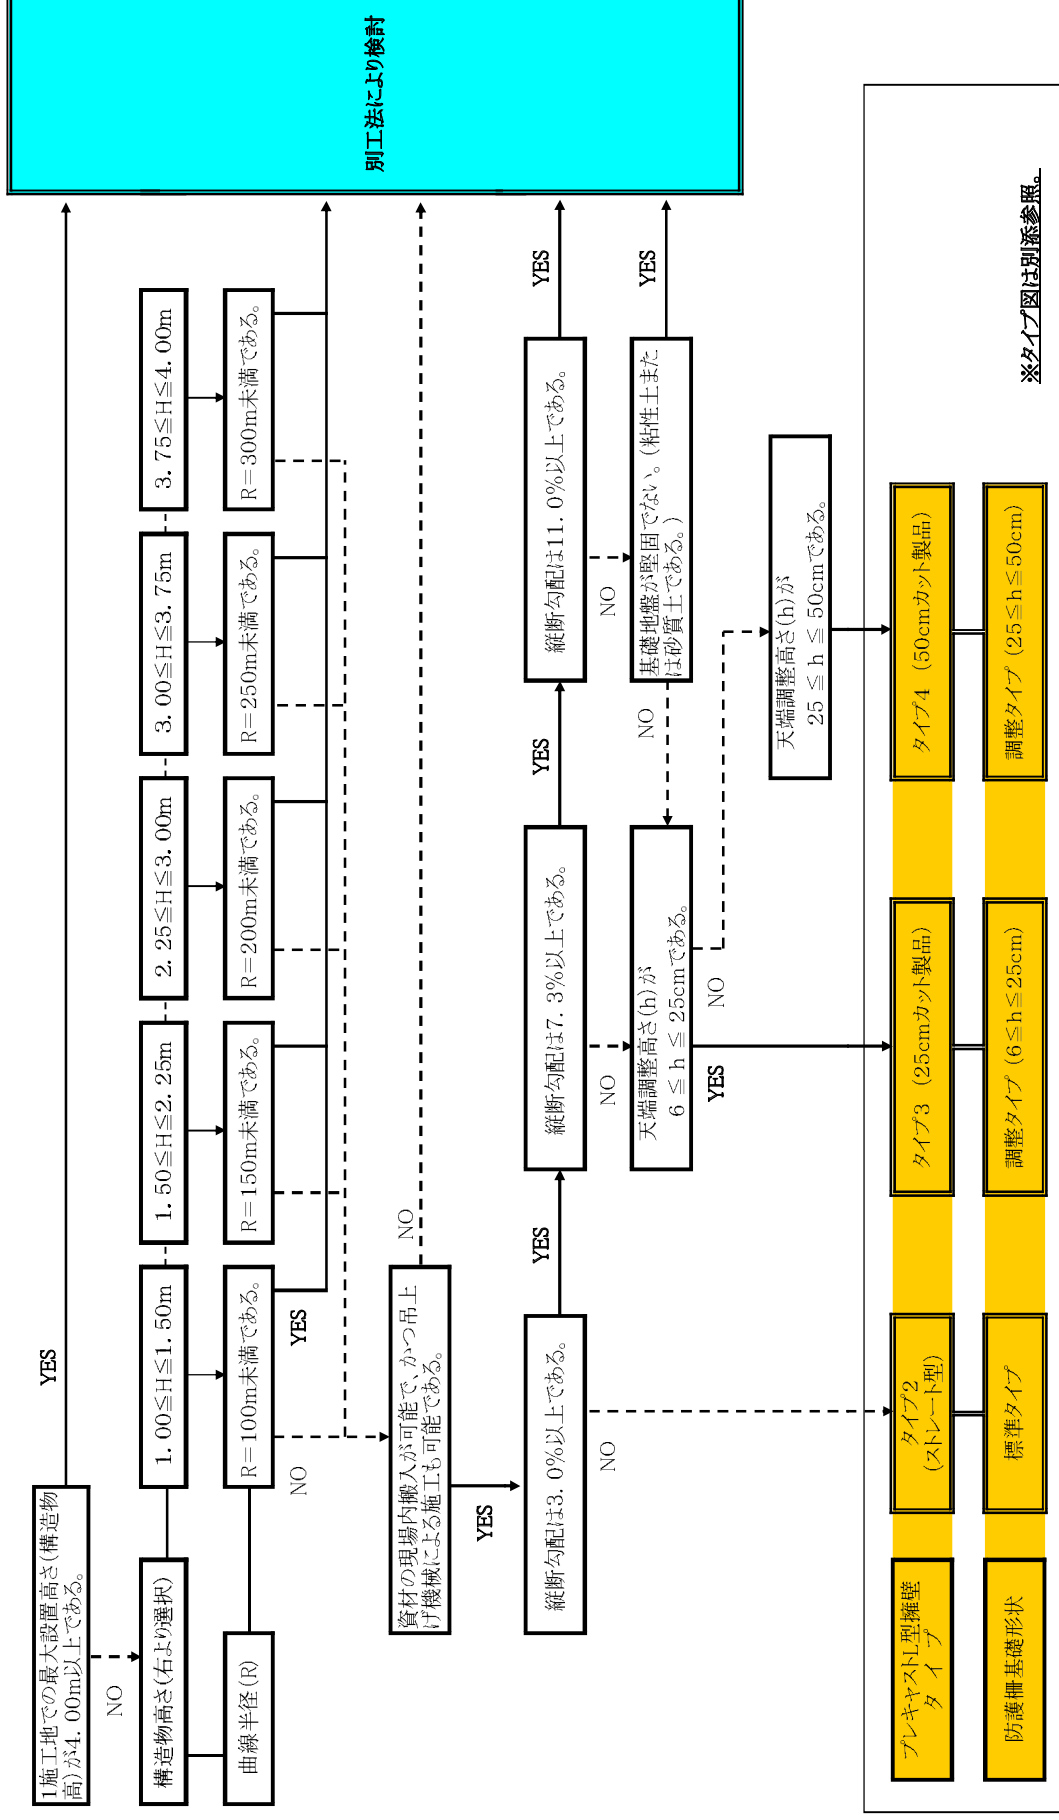 1施工地での最大設置高さ(構造物
高)が4.00m以上である。
YES
NO
構造物高さ(右より選択)
1.00≦H≦1.50m
1.50≦H≦2.25m
2.25≦H≦3.00m
3.00≦H≦3.75m
3.75≦H≦4.00m
曲線半径(R)
R=100m未満である。
R=150m未満である。
R=200m未満である。
R=250m未満である。
R=300m未満である。
NO
YES
別工法により検討
資材の現場内搬入が可能で、かつ吊上
げ機械による施工も可能である。
NO
YES
縦断勾配は3.0%以上である。
YES
縦断勾配は7.3%以上である。
YES
縦断勾配は11.0%以上である。
YES
NO
NO
NO
天端調整高さ(h)が
6 ≦ h ≦ 25cmである。
NO
基礎地盤が堅固でない。(粘性土また
は砂質土である。)
YES
YES
NO
天端調整高さ(h)が
25 ≦ h ≦ 50cmである。
プレキャストL型擁壁
タ イ プ
タイプ2
(ストレート型)
タイプ3 (25cmカット製品)
タイプ4 (50cmカット製品)
防護柵基礎形状
標準タイプ
調整タイプ (6≦h≦25cm)
調整タイプ (25≦h≦50cm)
※タイプ図は別添参照。